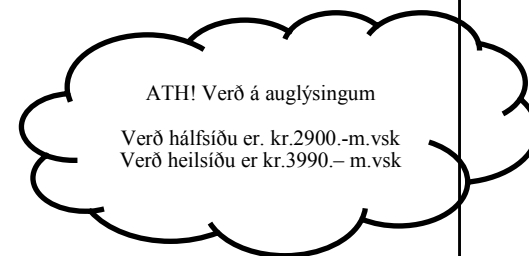 ATH! Verð á auglýsingum
Verð hálfsíðu er. kr.2900.-m.vsk
Verð heilsíðu er kr.3990.– m.vsk